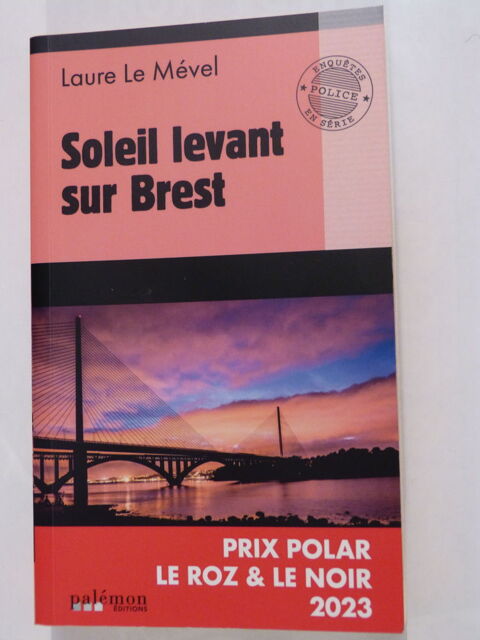 Laure Le Mével
ENQUÊTES
POLICE
EN SÉRIE
Soleil levant
sur Brest
PRIX POLAR
LE ROZ & LE NOIR
2023
palémon
ÉDITIONS